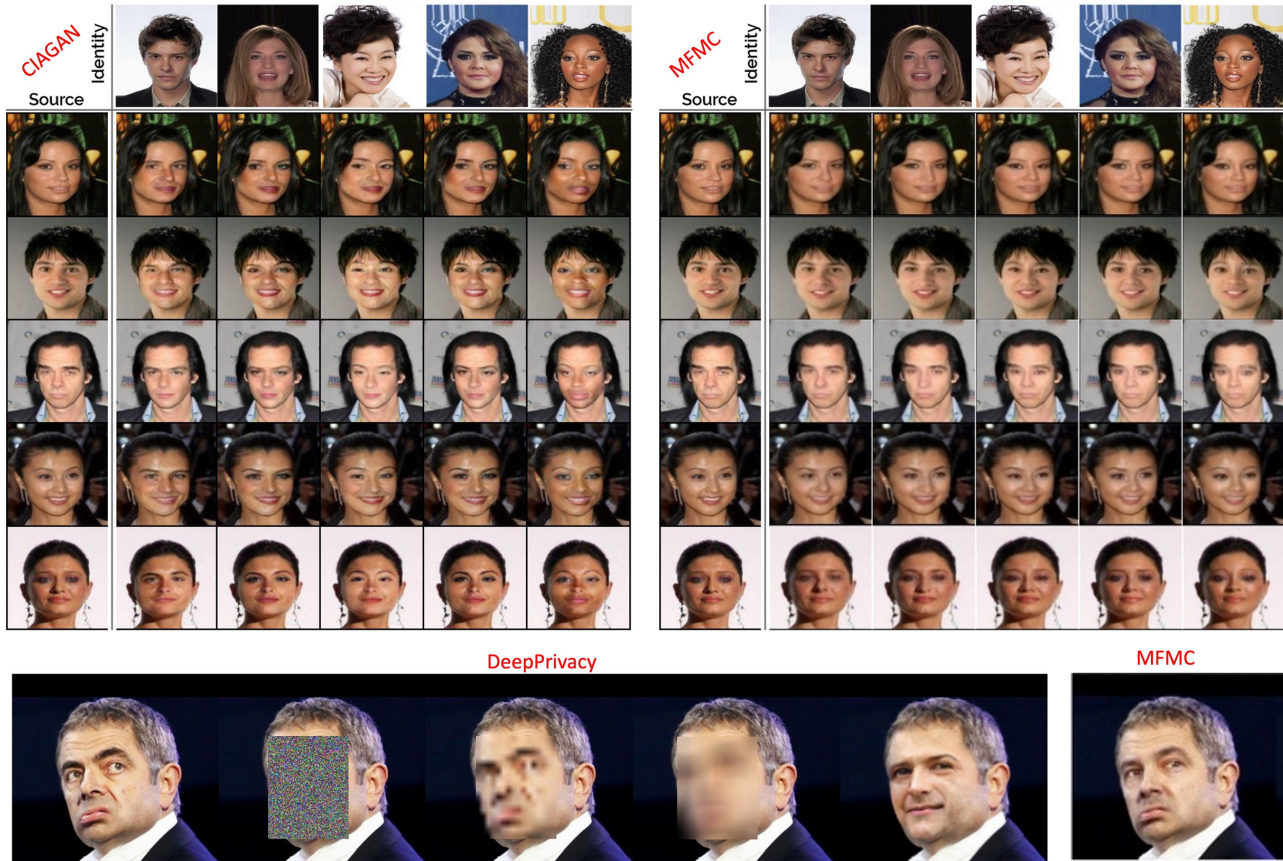 CIAGAN
Identity
Source
MFMC
Identity
Source
DeepPrivacy
MFMC